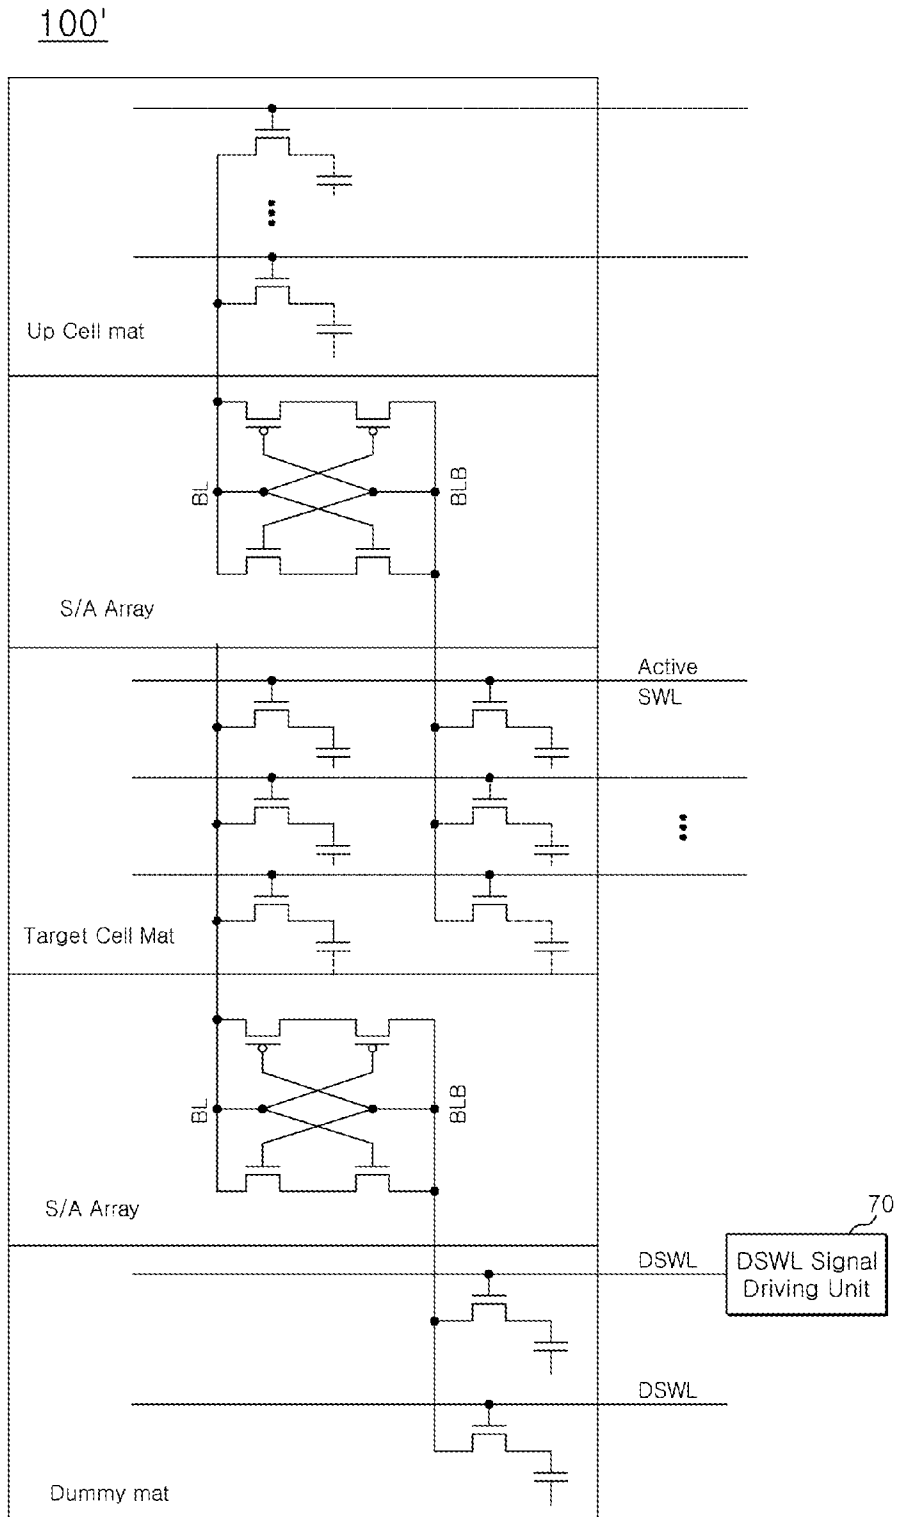 100'
Up Cell mat
BL
BLB
S/A Array
Active
SWL
Target Cell Mat
BL
BLB
S/A Array
70
DSWL
DSWL Signal
Driving Unit
DSWL
Dummy mat